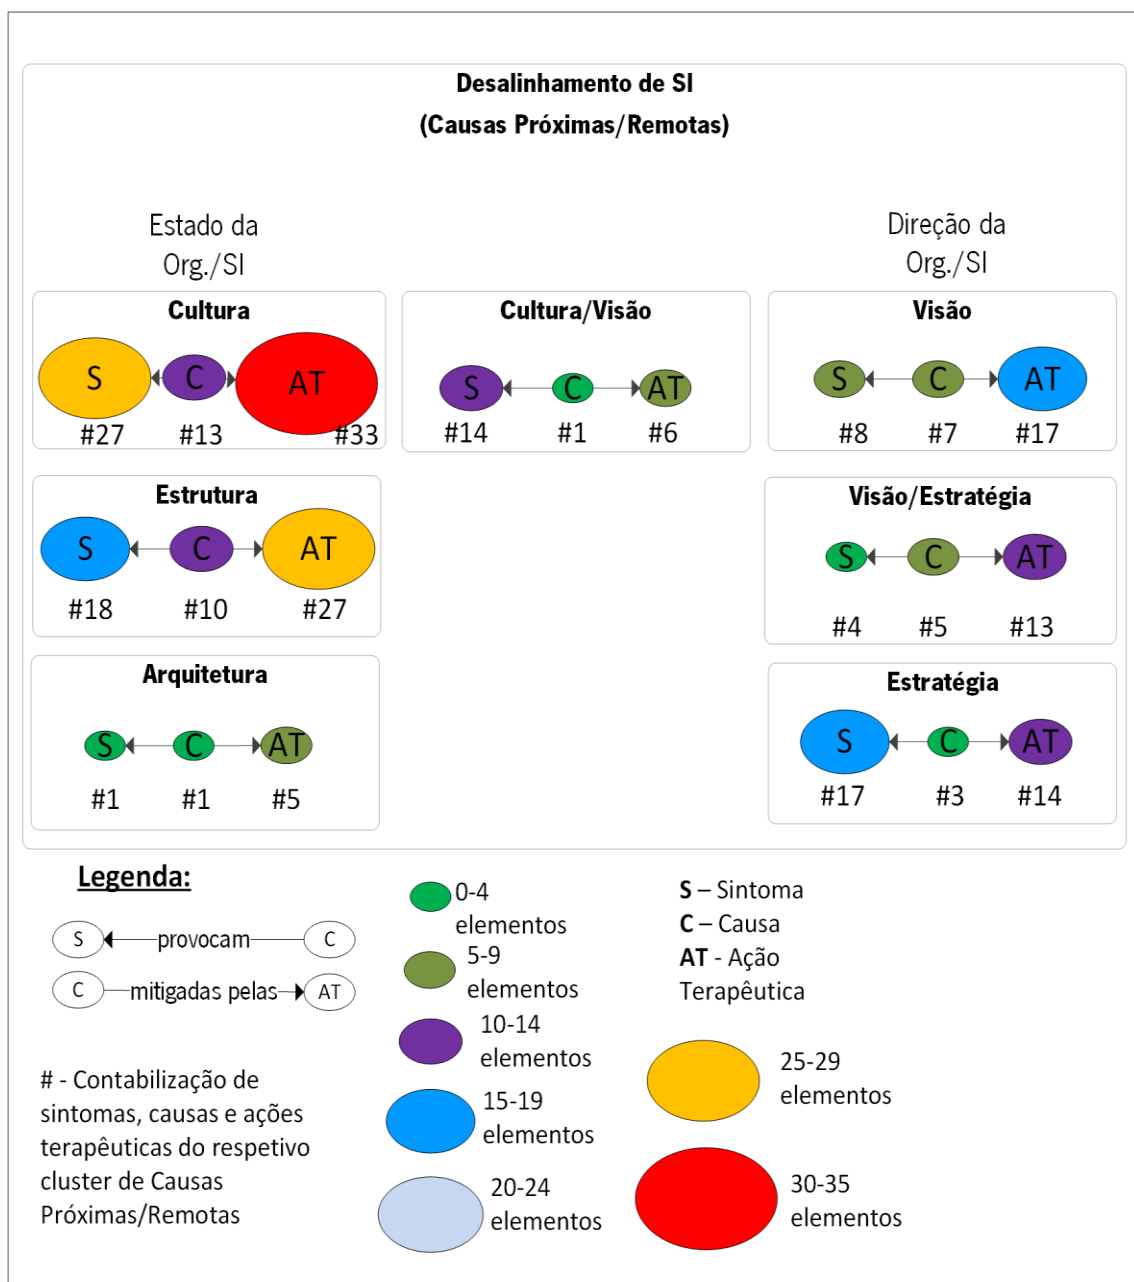 Desalinhamento de SI
(Causas Próximas/Remotas)
Estado da
Org./SI
Direção da
Org./SI
Cultura
S C AT
#27 #13 #33
Cultura/Visão
S C AT
#14 #1 #6
Visão
S C AT
#8 #7 #17
Estrutura
S C AT
#18 #10 #27
Visão/Estratégia
S C AT
#4 #5 #13
Arquitetura
S C AT
#1 #1 #5
Estratégia
S C AT
#17 #3 #14
Legenda:
S provocam C
C mitigadas pelas AT
# - Contabilização de
sintomas, causas e ações
terapêuticas do respetivo
cluster de Causas
Próximas/Remotas
0-4
elementos
5-9
elementos
10-14
elementos
15-19
elementos
20-24
elementos
S – Sintoma
C – Causa
AT - Ação
Terapêutica
25-29
elementos
30-35
elementos